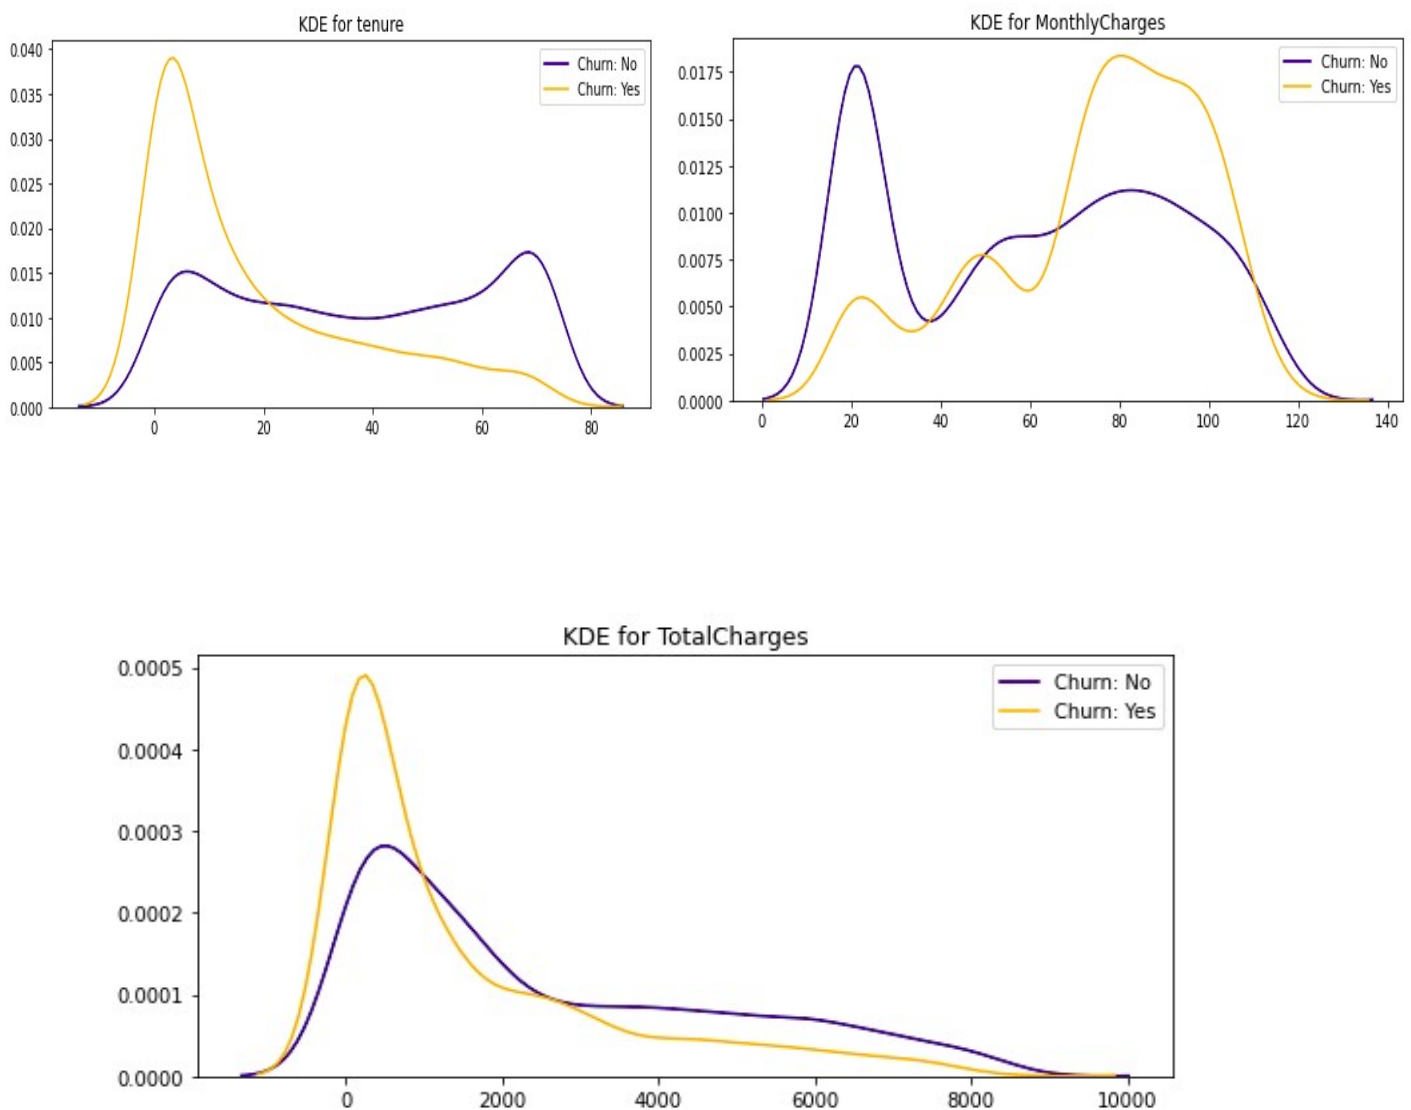 KDE for tenure
0.040
0.035
0.030
0.025
0.020
0.015
0.010
0.005
0.000
0 20 40 60 80
Churn: No
Churn: Yes
KDE for MonthlyCharges
0.0175
0.0150
0.0125
0.0100
0.0075
0.0050
0.0025
0.0000
0 20 40 60 80 100 120 140
Churn: No
Churn: Yes
KDE for TotalCharges
0.0005
0.0004
0.0003
0.0002
0.0001
0.0000
0 2000 4000 6000 8000 10000
Churn: No
Churn: Yes